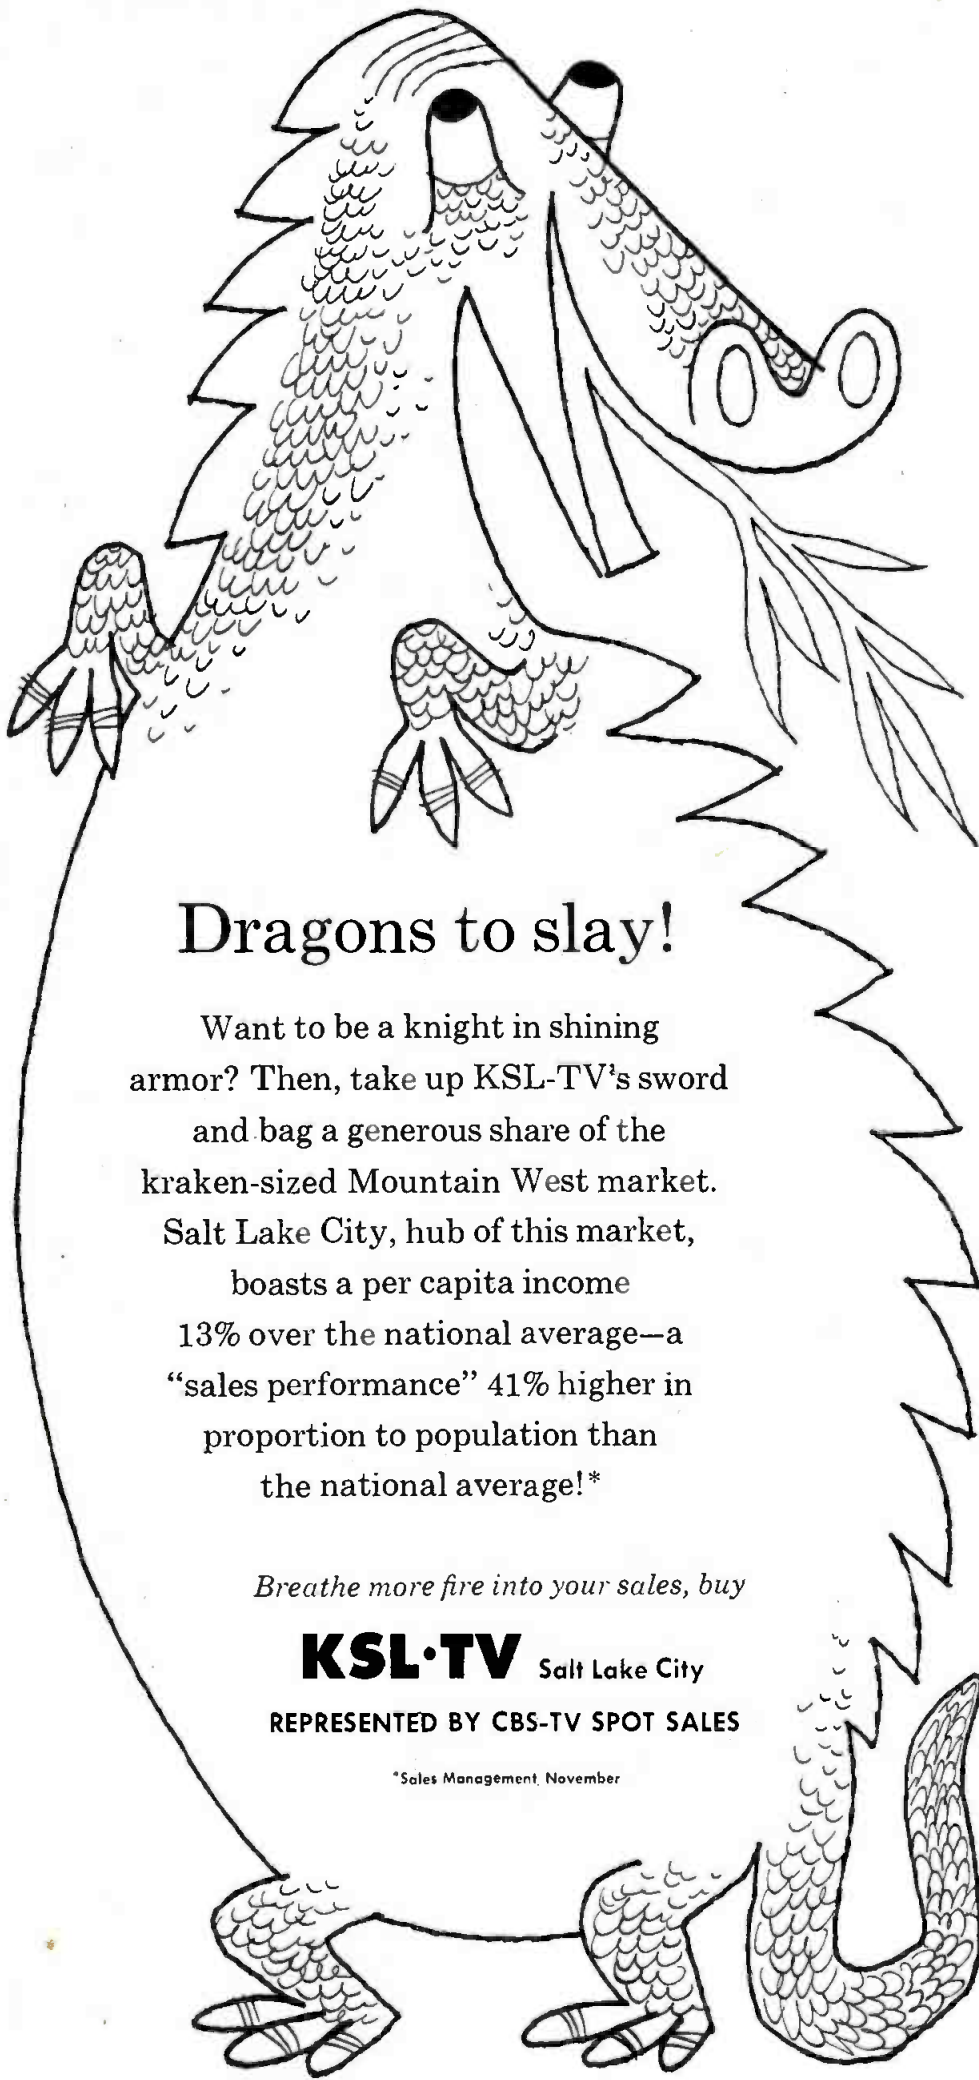 Dragons to slay!
Want to be a knight in shining
armor? Then, take up KSL-TV's sword
and bag a generous share of the
kraken-sized Mountain West market.
Salt Lake City, hub of this market,
boasts a per capita income
13% over the national average—a
“sales performance” 41% higher in
proportion to population than
the national average!*
Breathe more fire into your sales, buy
KSL·TV Salt Lake City
REPRESENTED BY CBS-TV SPOT SALES
*Sales Management, November